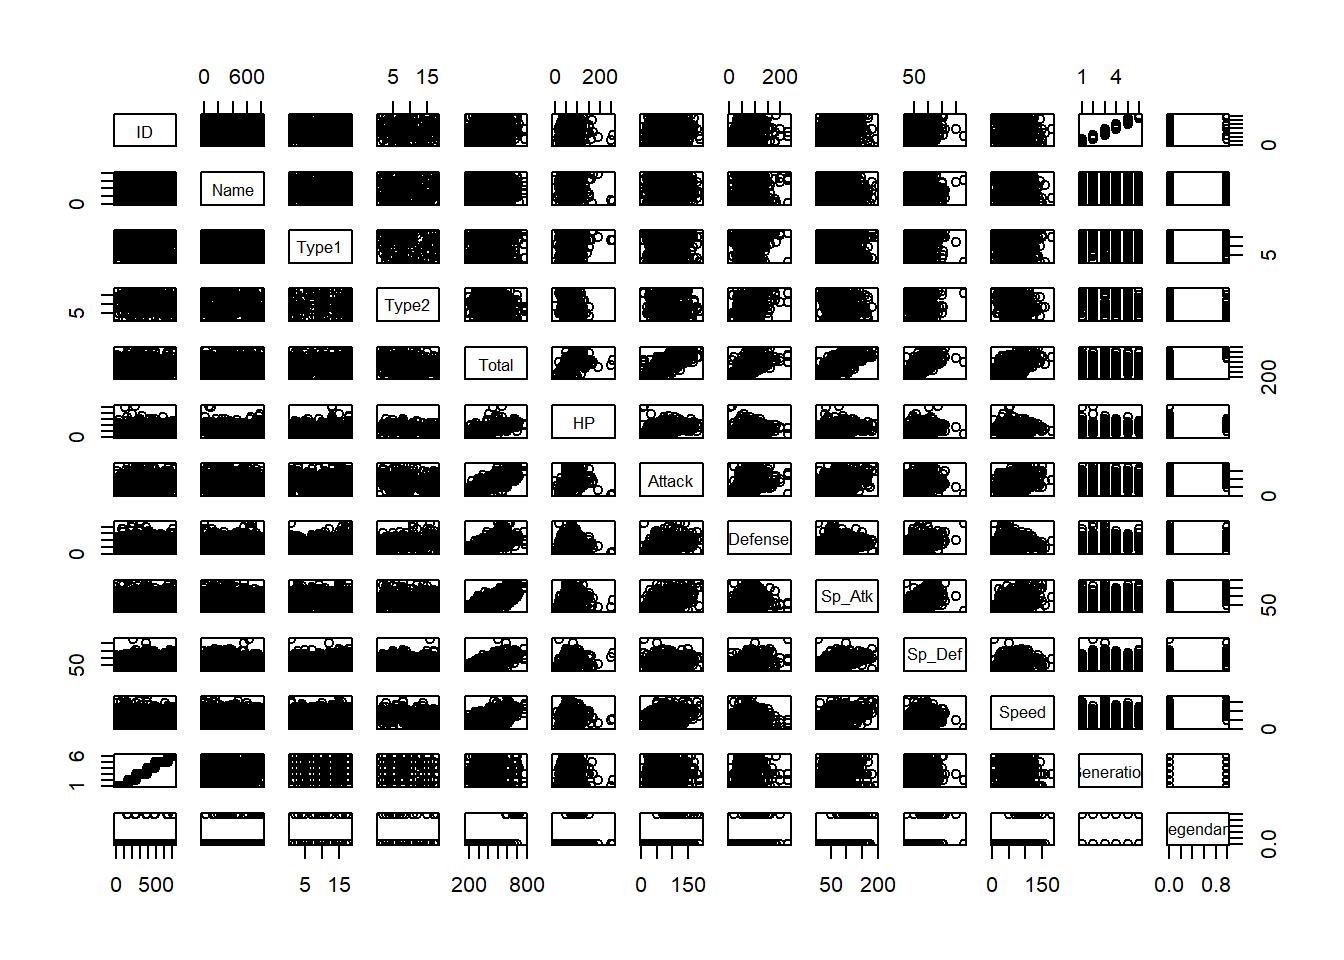 0 600 5 15 0 200 0 200 50 1 4
ID 0
0 Name
Type1 5
5 Type2
Total 200
0 HP
Attack 0
0 Defense
Sp_Atk 50
50 Sp_Def
Speed 0
1 6 Generatio
egendar 0.0
0 500 5 15 200 800 0 150 50 200 0 150 0.0 0.8